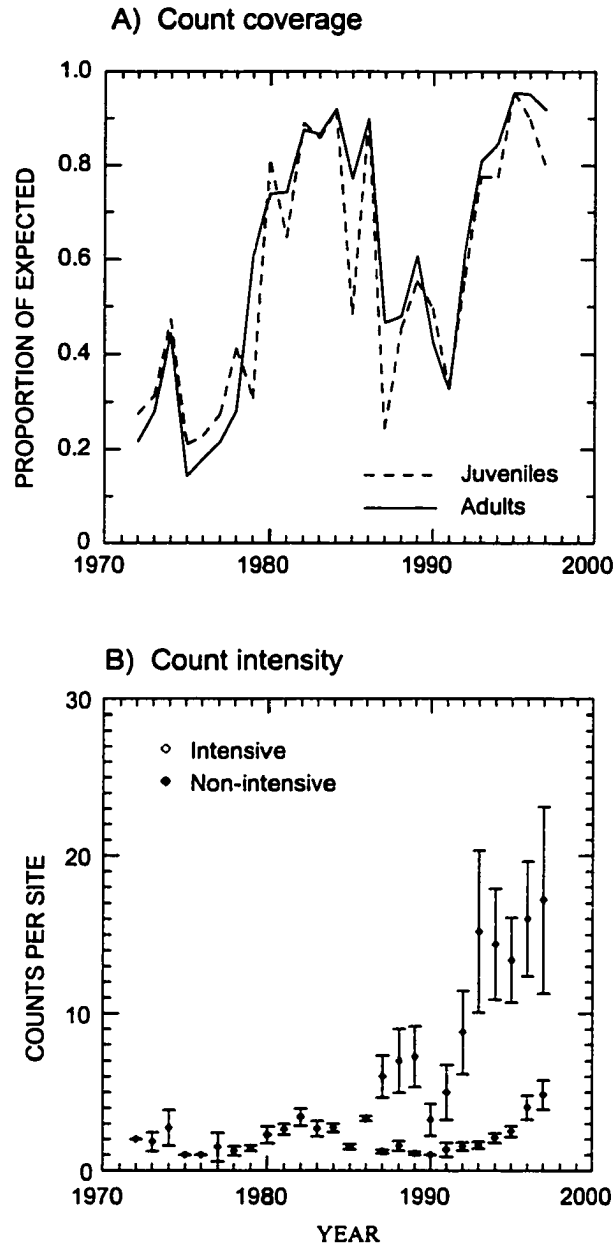 A) Count coverage
PROPORTION OF EXPECTED
1.0
0.8
0.6
0.4
0.2
0
Juveniles
Adults
1970 1980 1990 2000
B) Count intensity
COUNTS PER SITE
30
20
10
0
Intensive
Non-intensive
1970 1980 1990 2000
YEAR